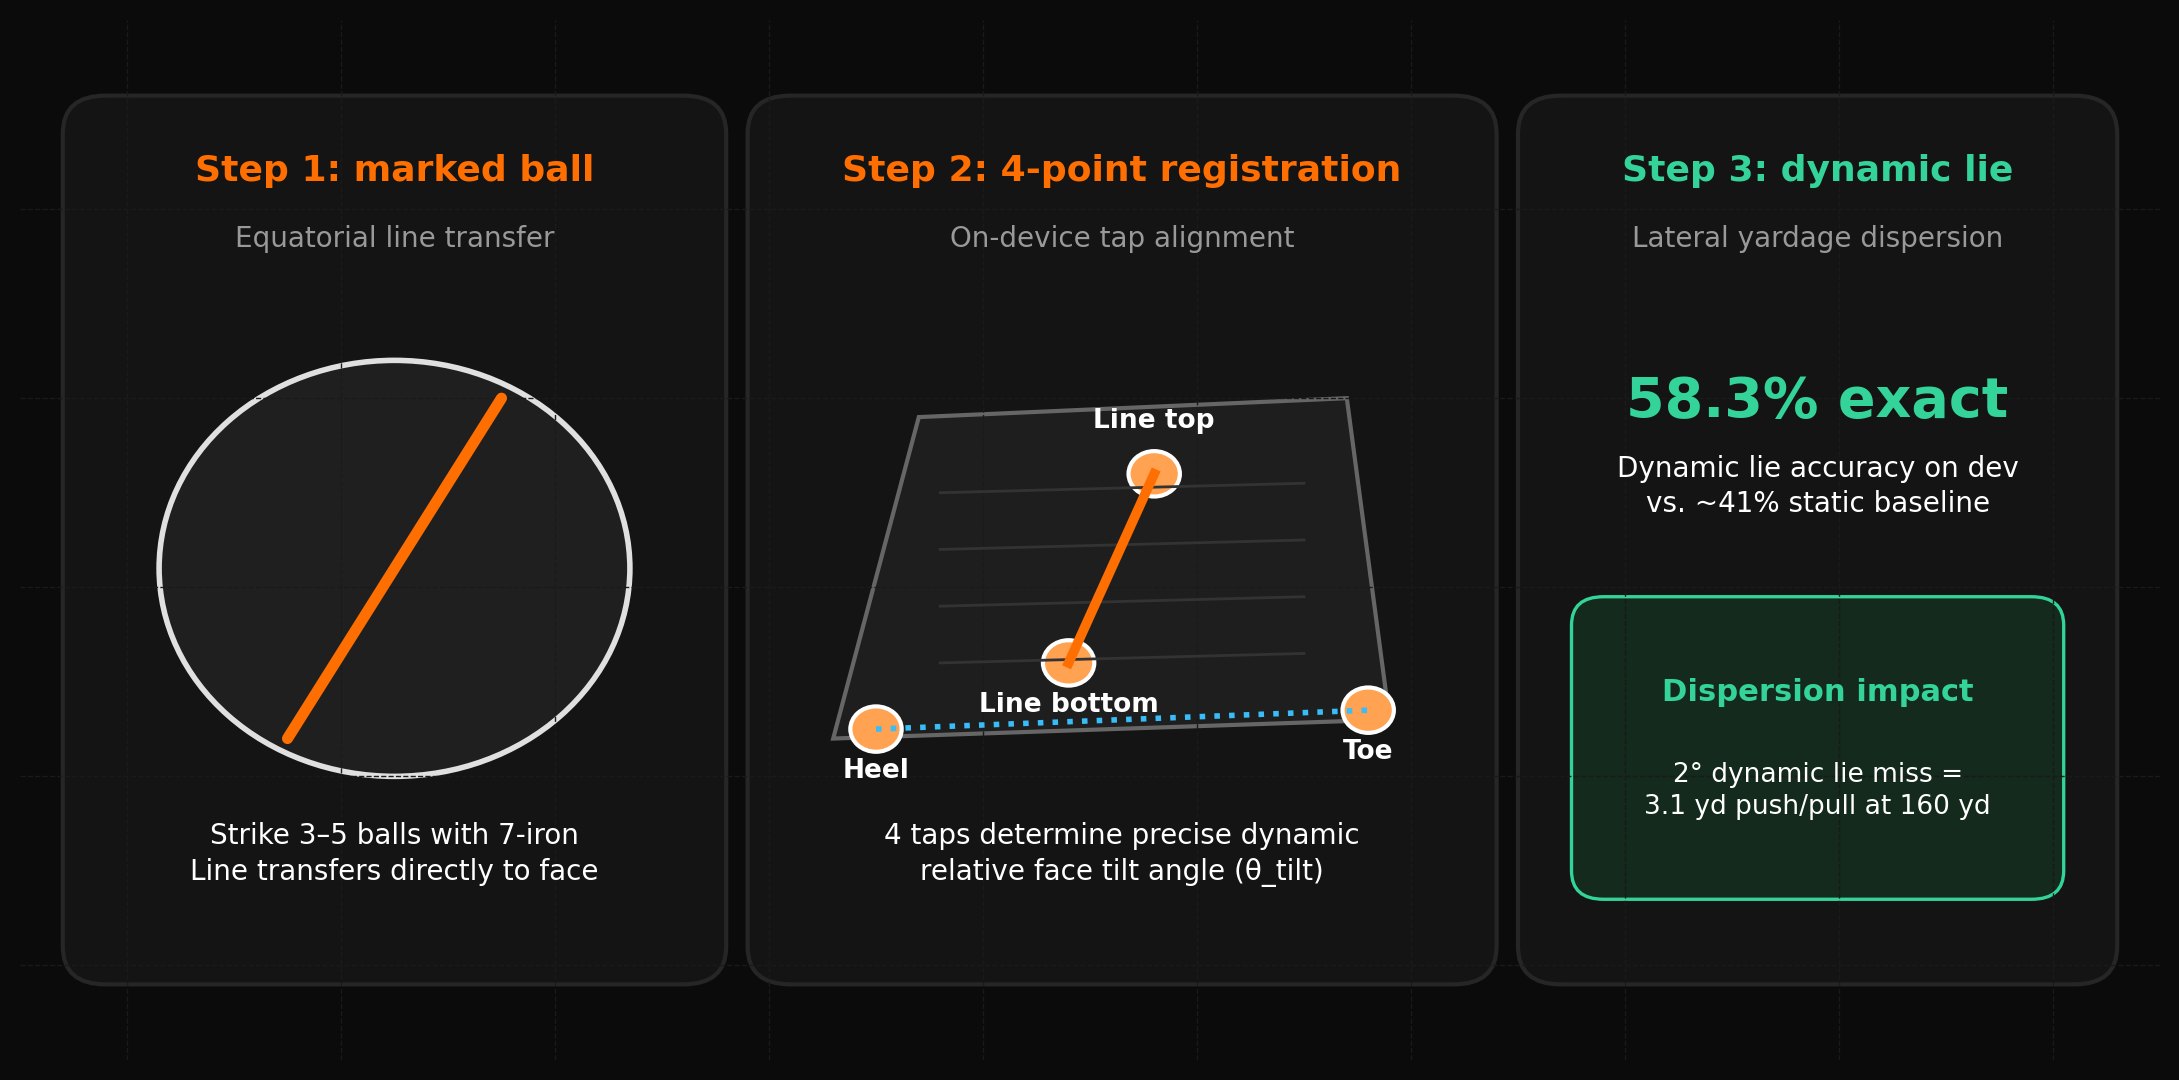 Step 1: marked ball
Equatorial line transfer
Strike 3–5 balls with 7-iron
Line transfers directly to face
Step 2: 4-point registration
On-device tap alignment
Line top
Line bottom
Heel
Toe
4 taps determine precise dynamic
relative face tilt angle (θ_tilt)
Step 3: dynamic lie
Lateral yardage dispersion
58.3% exact
Dynamic lie accuracy on dev
vs. ~41% static baseline
Dispersion impact
2° dynamic lie miss =
3.1 yd push/pull at 160 yd